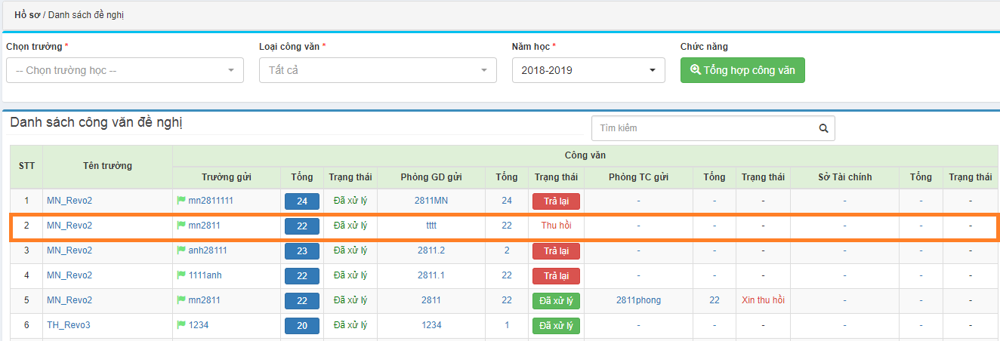 Hồ sơ / Danh sách đề nghị
Chọn trường * Loại công văn * Năm học * Chức năng
-- Chọn trường học -- Tất cả 2018-2019 Tổng hợp công văn
Danh sách công văn đề nghị
Tìm kiếm
STT Tên trường Công văn
Trường gửi Tổng Trạng thái Phòng GD gửi Tổng Trạng thái Phòng TC gửi Tổng Trạng thái Sở Tài chính Tổng Trạng thái
1 MN_Revo2 mn2811111 24 Đã xử lý 2811MN 24 Trả lại - - - - - -
2 MN_Revo2 mn2811 22 Đã xử lý tttt 22 Thu hồi - - - - - -
3 MN_Revo2 anh28111 23 Đã xử lý 2811.2 2 Trả lại - - - - - -
4 MN_Revo2 1111anh 22 Đã xử lý 2811.1 22 Trả lại - - - - - -
5 MN_Revo2 mn2811 22 Đã xử lý 2811 22 Đã xử lý 2811phong 22 Xin thu hồi - - -
6 TH_Revo3 1234 20 Đã xử lý 1234 1 Đã xử lý - - - - - -